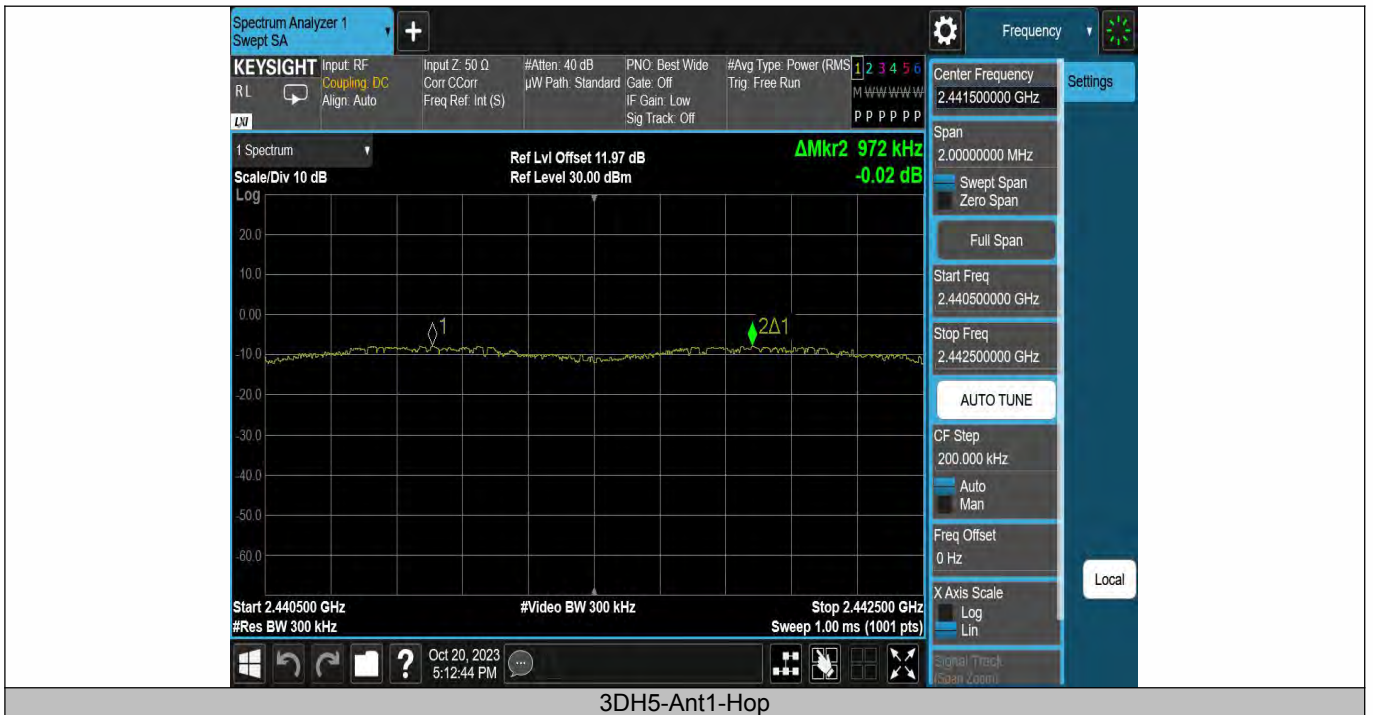 Spectrum Analyzer 1
Swept SA
+
Frequency
KEYSIGHT
RL
LXI
Input: RF
Coupling: DC
Align: Auto
Input Z: 50 Ω
Corr CCorr
Freq Ref: Int (S)
#Atten: 40 dB
µW Path: Standard
PNO: Best Wide
Gate: Off
IF Gain: Low
Sig Track: Off
#Avg Type: Power (RMS
Trig: Free Run
1 2 3 4 5 6
M W W W W W
P P P P P P
1 Spectrum
Scale/Div 10 dB
Ref Lvl Offset 11.97 dB
Ref Level 30.00 dBm
ΔMkr2 972 kHz
-0.02 dB
Log
20.0
10.0
0.00
-10.0
-20.0
-30.0
-40.0
-50.0
-60.0
1
2Δ1
Start 2.440500 GHz
#Res BW 300 kHz
#Video BW 300 kHz
Stop 2.442500 GHz
Sweep 1.00 ms (1001 pts)
Center Frequency
2.441500000 GHz
Settings
Span
2.00000000 MHz
Swept Span
Zero Span
Full Span
Start Freq
2.440500000 GHz
Stop Freq
2.442500000 GHz
AUTO TUNE
CF Step
200.000 kHz
Auto
Man
Freq Offset
0 Hz
X Axis Scale
Log
Lin
Signal Track
(Span Zoom)
Local
?
Oct 20, 2023
5:12:44 PM
3DH5-Ant1-Hop